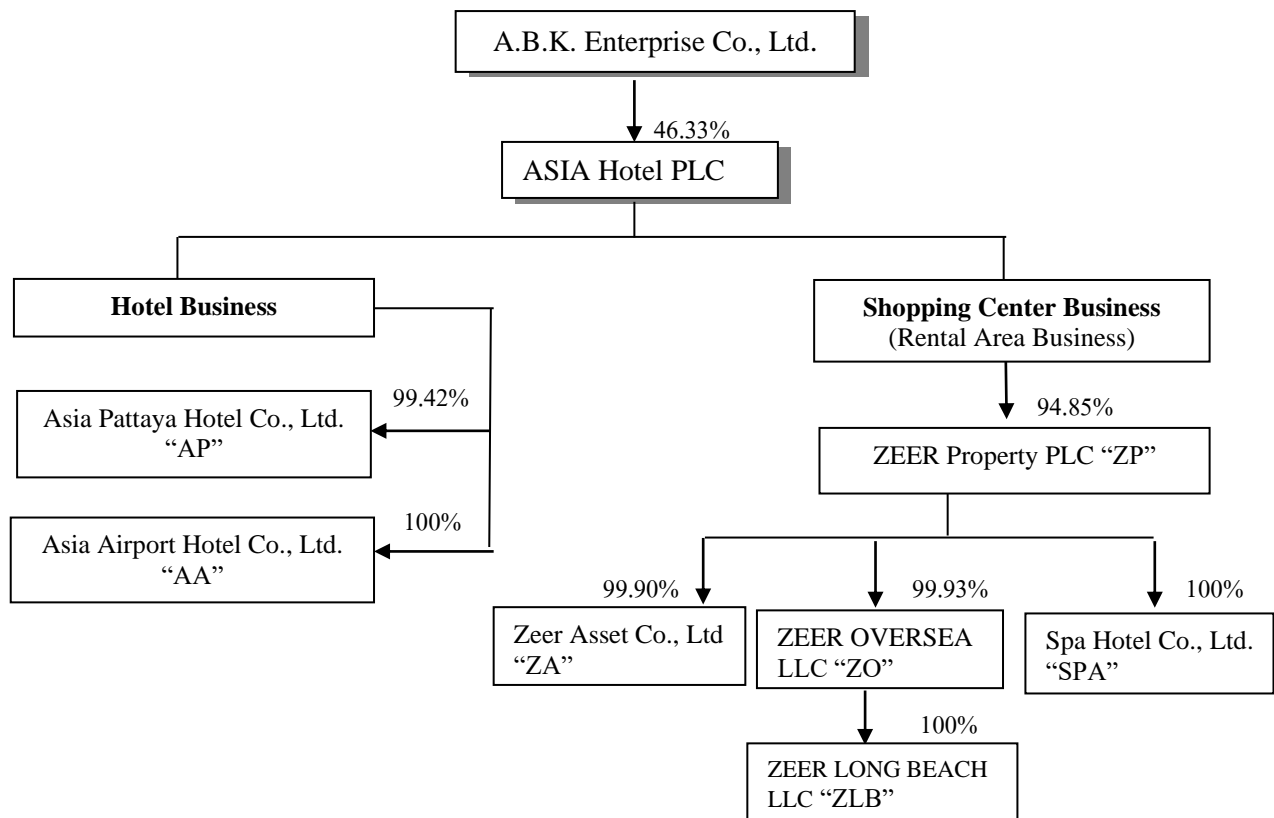 A.B.K. Enterprise Co., Ltd.
46.33%
ASIA Hotel PLC
Hotel Business
Shopping Center Business
(Rental Area Business)
99.42%
Asia Pattaya Hotel Co., Ltd.
“AP”
94.85%
ZEER Property PLC “ZP”
100%
Asia Airport Hotel Co., Ltd.
“AA”
99.90%
99.93%
100%
Zeer Asset Co., Ltd
“ZA”
ZEER OVERSEA
LLC “ZO”
Spa Hotel Co., Ltd.
“SPA”
100%
ZEER LONG BEACH
LLC “ZLB”